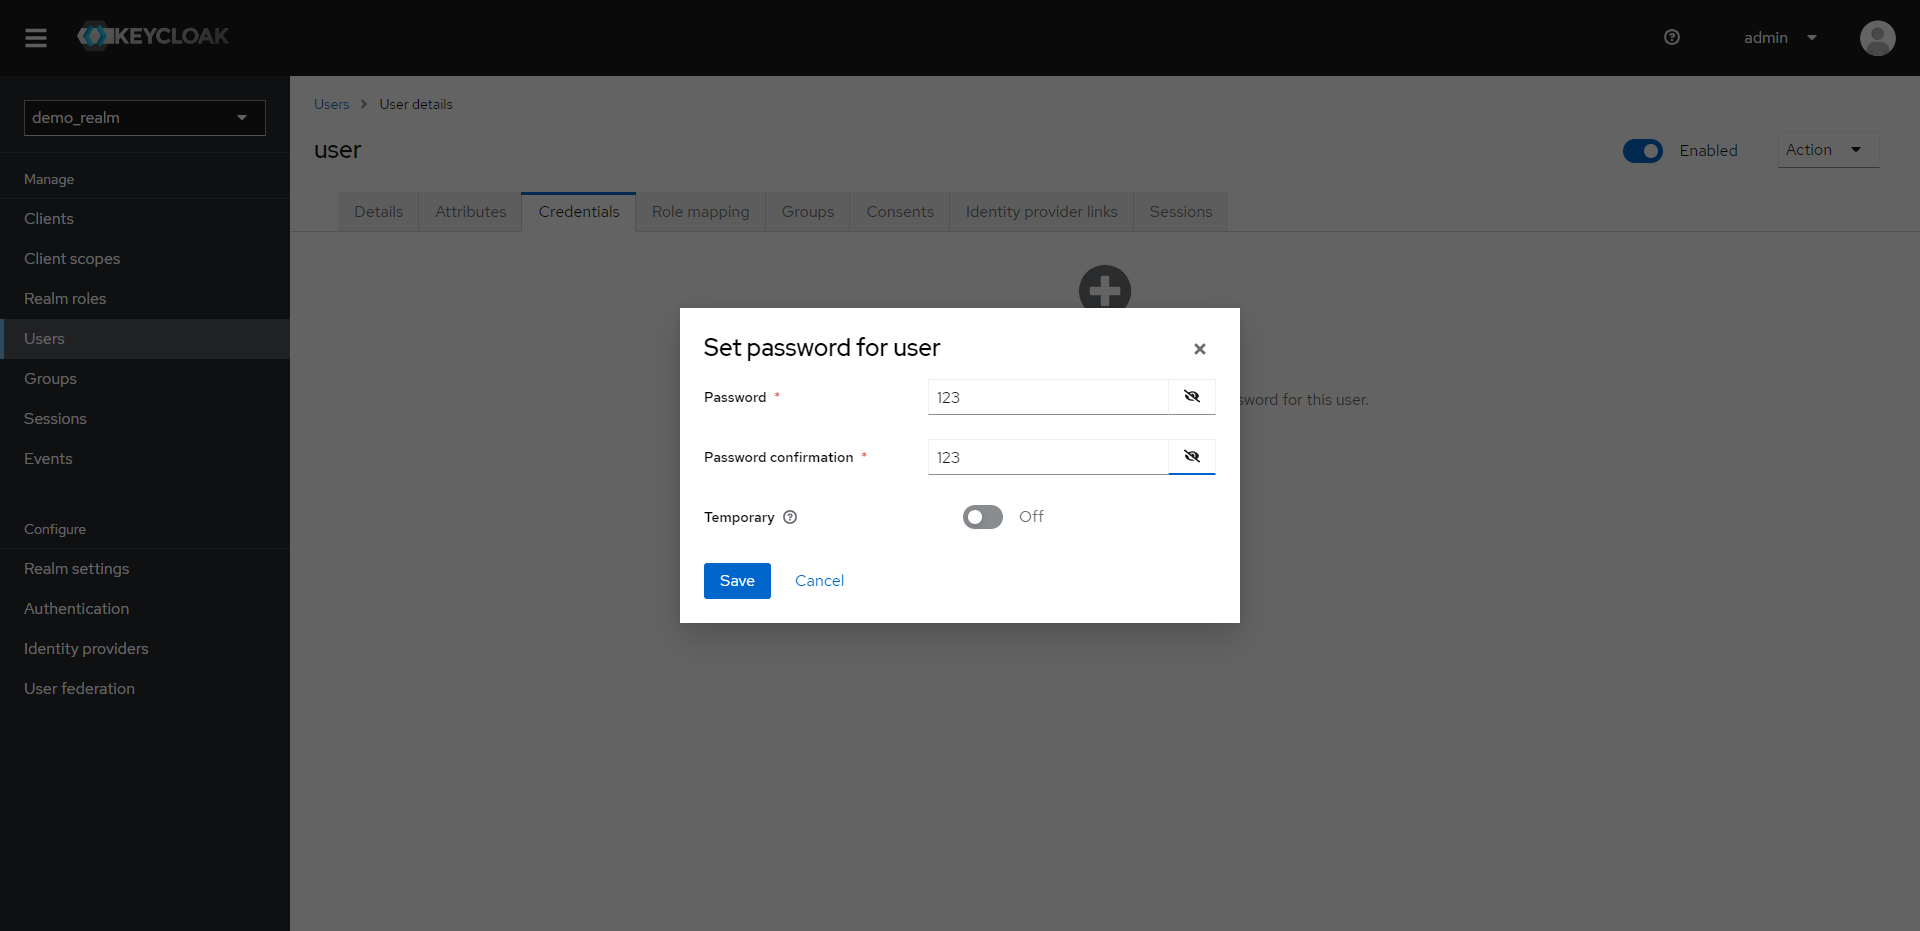 KEYCLOAK
admin
demo_realm
Manage
Clients
Client scopes
Realm roles
Users
Groups
Sessions
Events
Configure
Realm settings
Authentication
Identity providers
User federation
Users > User details
user
Enabled
Action
Details Attributes Credentials Role mapping Groups Consents Identity provider links Sessions
for this user.
Set password for user
Password * 123
Password confirmation * 123
Temporary Off
Save Cancel